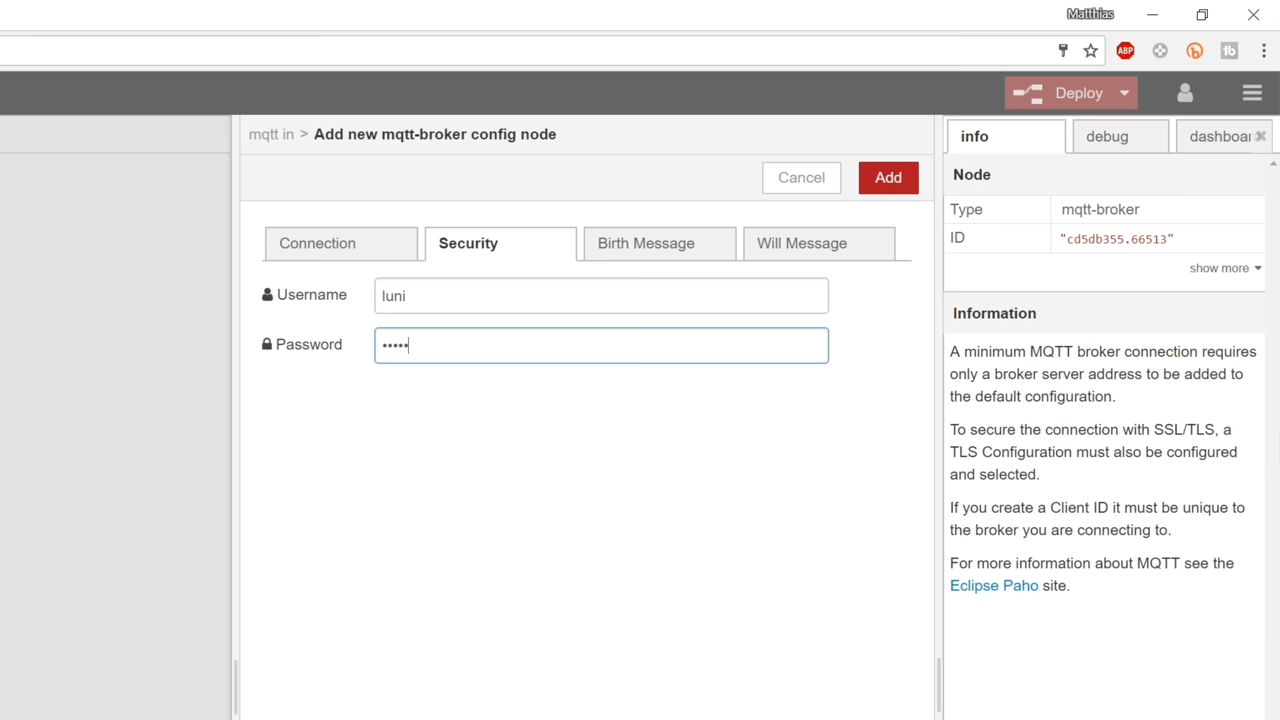 Matthias
ABP
Deploy
mqtt in > Add new mqtt-broker config node
Cancel
Add
Connection
Security
Birth Message
Will Message
Username
luni
Password
•••••
info
debug
dashboar
Node
Type mqtt-broker
ID "cd5db355.66513"
show more
Information
A minimum MQTT broker connection requires
only a broker server address to be added to
the default configuration.
To secure the connection with SSL/TLS, a
TLS Configuration must also be configured
and selected.
If you create a Client ID it must be unique to
the broker you are connecting to.
For more information about MQTT see the
Eclipse Paho site.